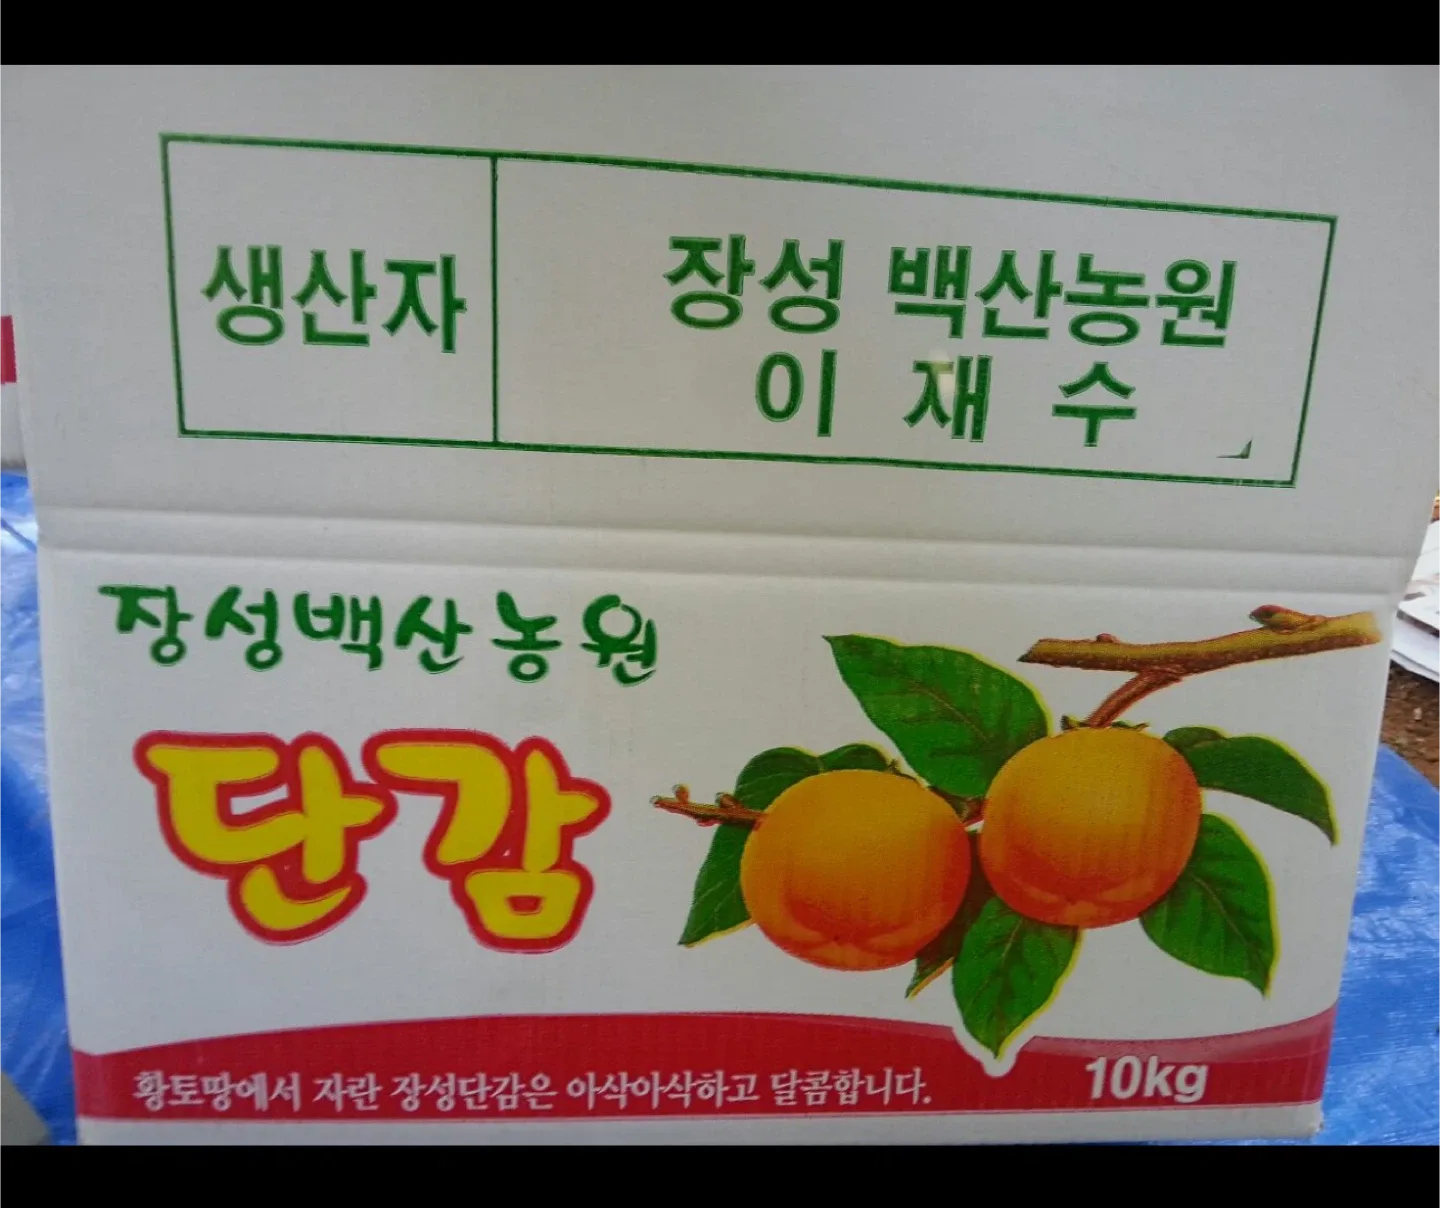 생산자
장성 백산농원
이 재 수
장성백산농원
단감
황토땅에서 자란 장성단감은 아삭아삭하고 달콤합니다.
10kg